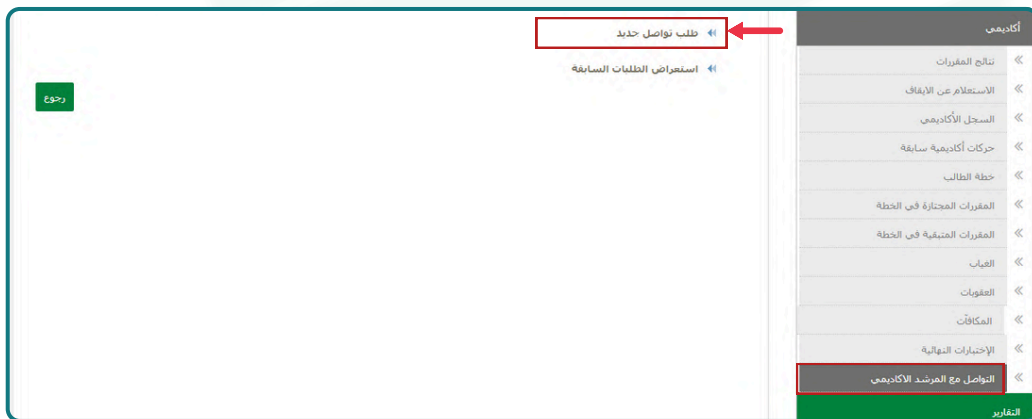 أكاديمي
نتائج المقررات
الاستعلام عن الايقاف
السجل الأكاديمي
حركات أكاديمية سابقة
خطة الطالب
المقررات المجتازة في الخطة
المقررات المتبقية في الخطة
الغياب
العقوبات
المكافآت
الإختبارات النهائية
التواصل مع المرشد الاكاديمي
التقارير
طلب تواصل جديد
استعراض الطلبات السابقة
رجوع